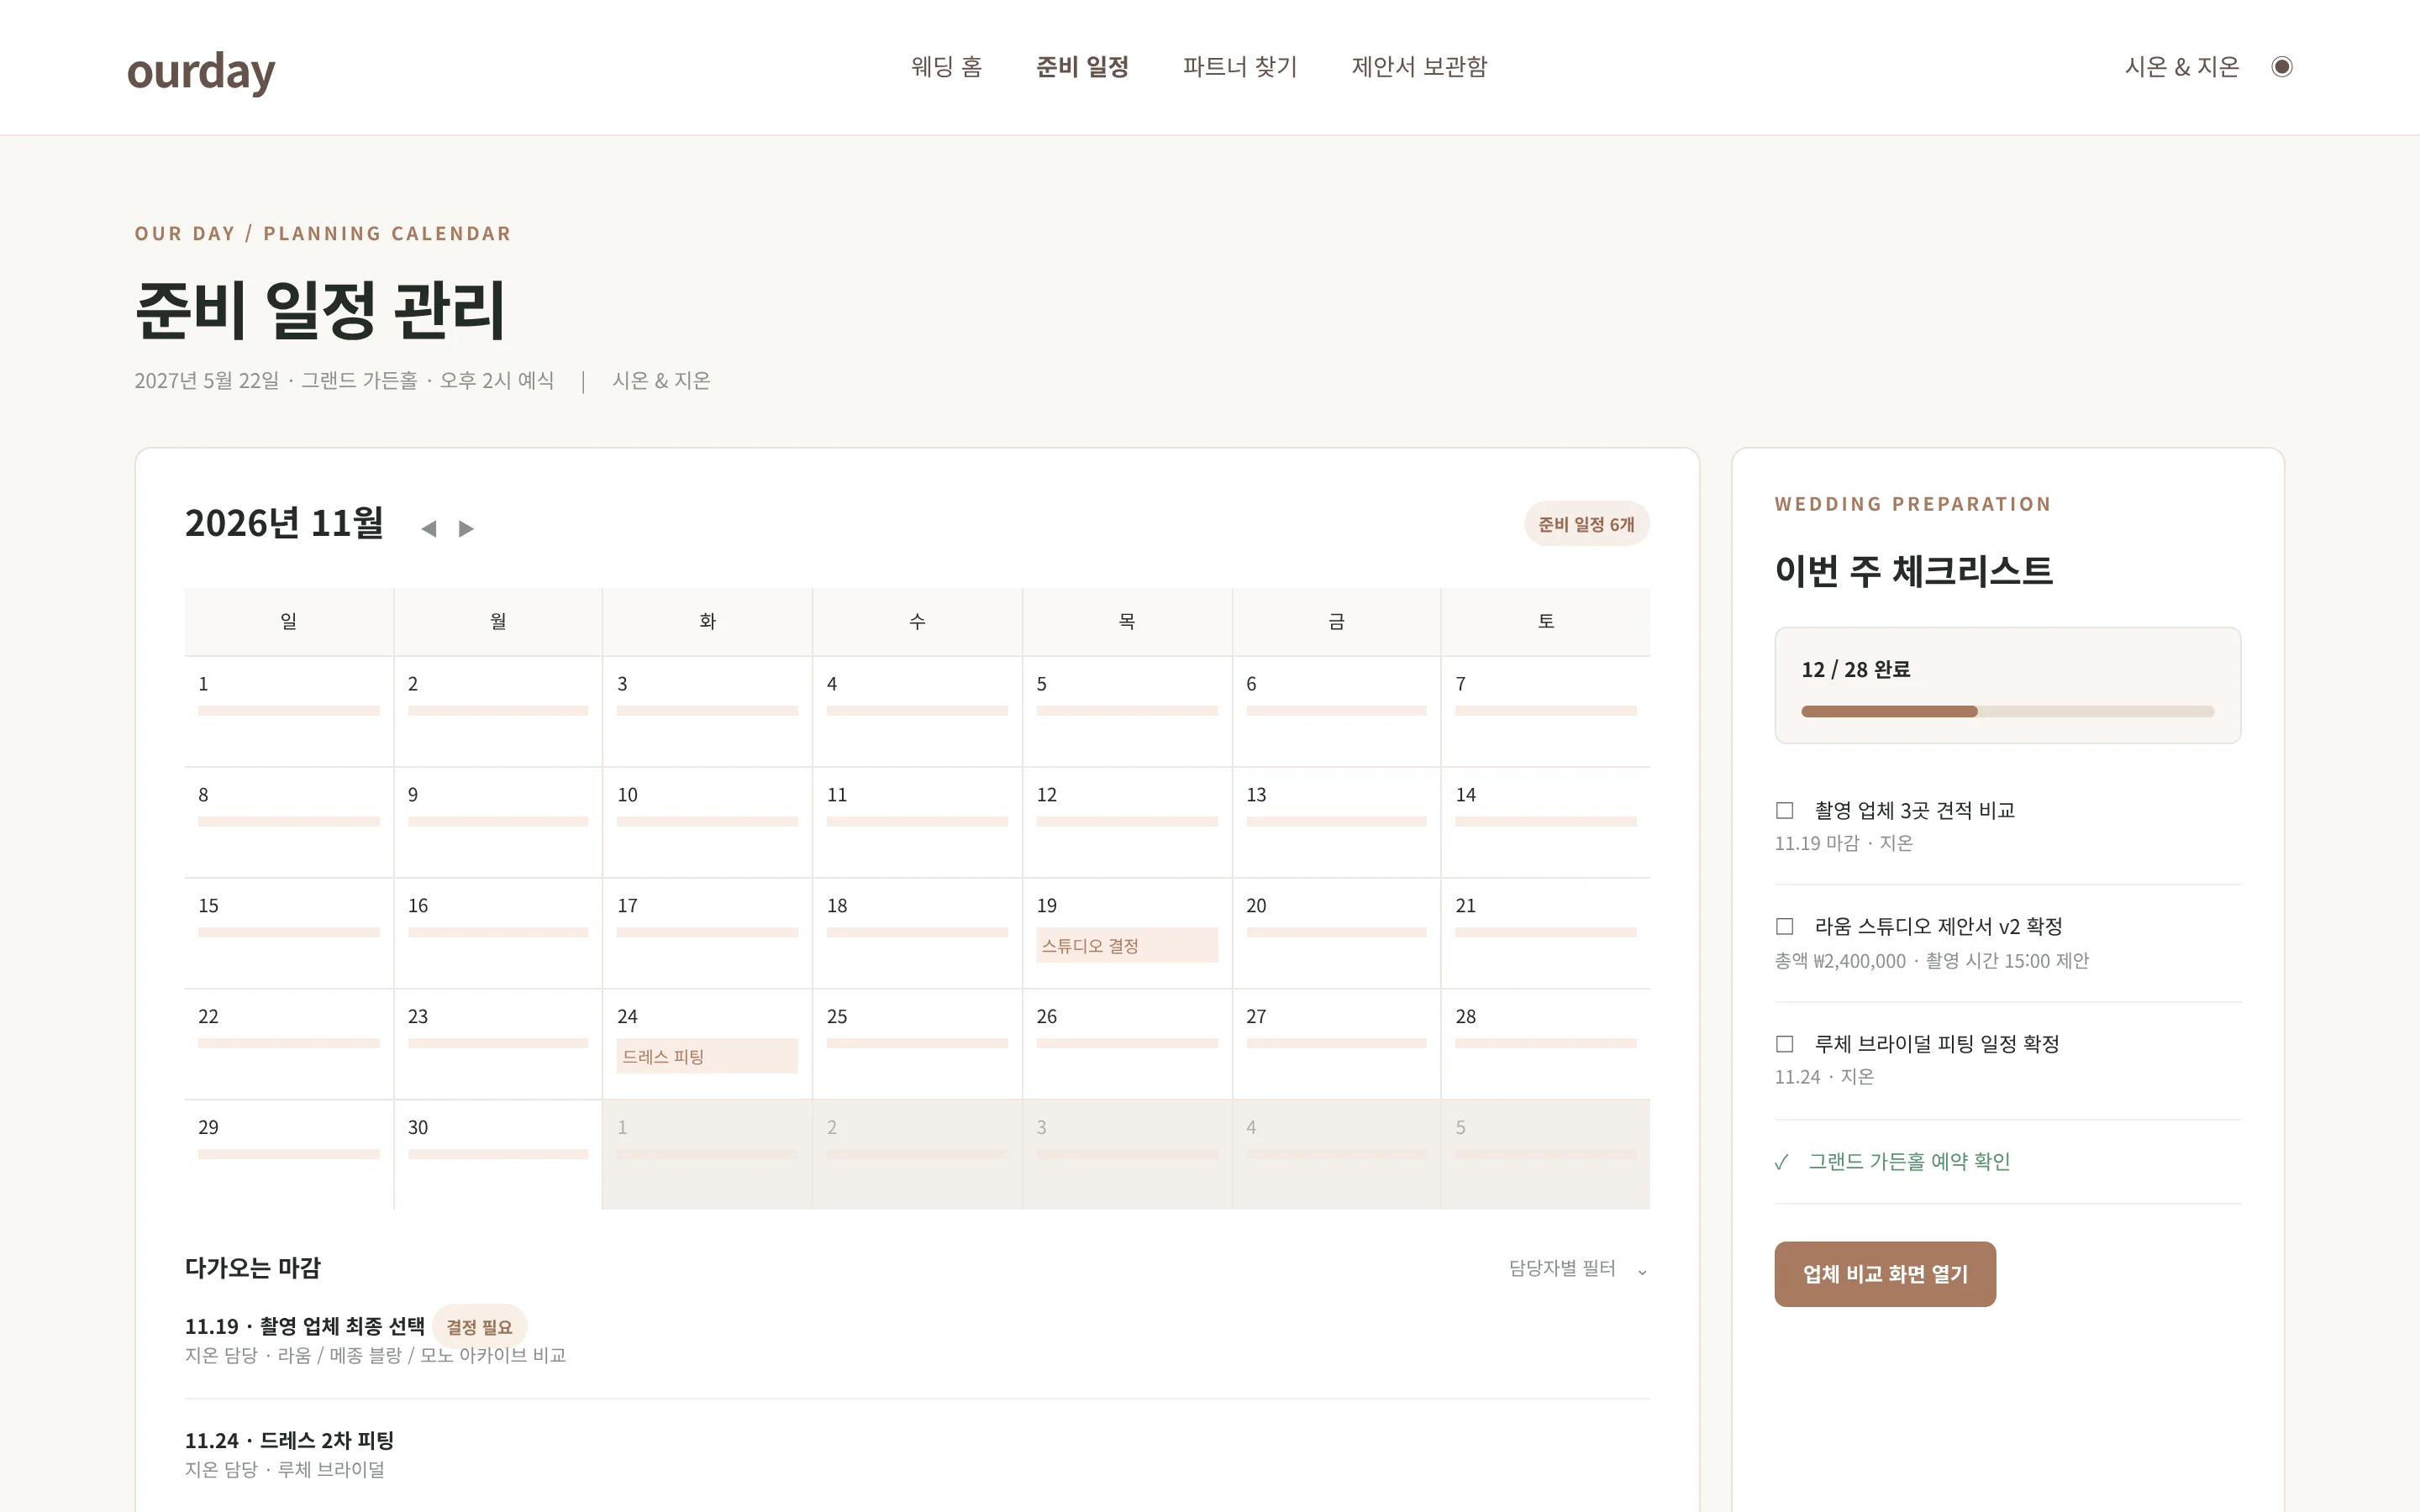 ourday
웨딩 홈 준비 일정 파트너 찾기 제안서 보관함
시온 & 지온
OUR DAY / PLANNING CALENDAR
준비 일정 관리
2027년 5월 22일 · 그랜드 가든홀 · 오후 2시 예식 | 시온 & 지온
2026년 11월 ◀ ▶
준비 일정 6개
일 월 화 수 목 금 토
1 2 3 4 5 6 7
8 9 10 11 12 13 14
15 16 17 18 19 20 21
스튜디오 결정
22 23 24 25 26 27 28
드레스 피팅
29 30 1 2 3 4 5
다가오는 마감
담당자별 필터
11.19 · 촬영 업체 최종 선택 결정 필요
지온 담당 · 라움 / 메종 블랑 / 모노 아카이브 비교
11.24 · 드레스 2차 피팅
지온 담당 · 루체 브라이덜
WEDDING PREPARATION
이번 주 체크리스트
12 / 28 완료
☐ 촬영 업체 3곳 견적 비교
11.19 마감 · 지온
☐ 라움 스튜디오 제안서 v2 확정
총액 ₩2,400,000 · 촬영 시간 15:00 제안
☐ 루체 브라이덜 피팅 일정 확정
11.24 · 지온
✓ 그랜드 가든홀 예약 확인
업체 비교 화면 열기